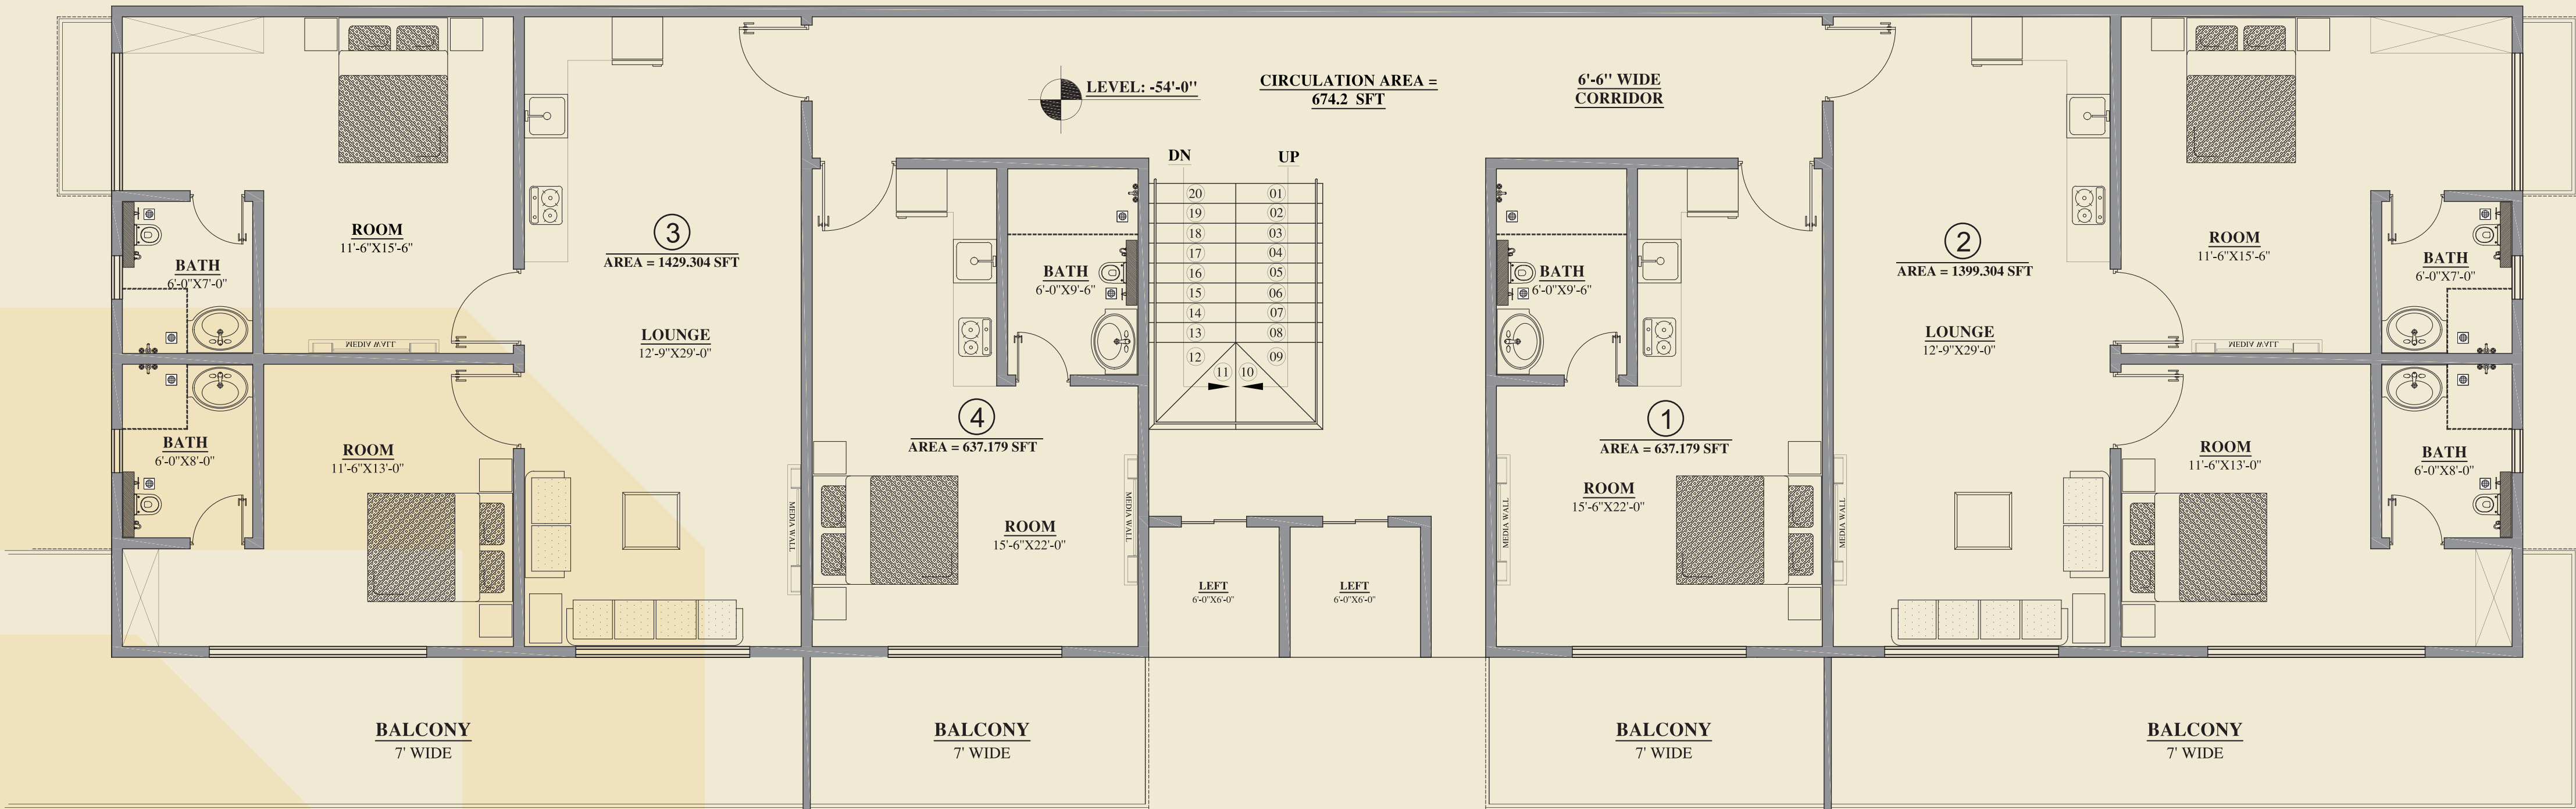 LEVEL: -54'-0"
CIRCULATION AREA =
674.2 SFT
6'-6" WIDE
CORRIDOR
DN
UP
ROOM
11'-6"X15'-6"
BATH
6'-0"X7'-0"
MEDIA WALL
3
AREA = 1429.304 SFT
LOUNGE
12'-9"X29'-0"
BATH
6'-0"X8'-0"
ROOM
11'-6"X13'-0"
MEDIA WALL
BATH
6'-0"X9'-6"
4
AREA = 637.179 SFT
ROOM
15'-6"X22'-0"
MEDIA WALL
20
19
18
17
16
15
14
13
12
11
01
02
03
04
05
06
07
08
09
10
LEFT
6'-0"X6'-0"
LEFT
6'-0"X6'-0"
BATH
6'-0"X9'-6"
1
AREA = 637.179 SFT
ROOM
15'-6"X22'-0"
MEDIA WALL
2
AREA = 1399.304 SFT
LOUNGE
12'-9"X29'-0"
MEDIA WALL
ROOM
11'-6"X15'-6"
BATH
6'-0"X7'-0"
MEDIA WALL
ROOM
11'-6"X13'-0"
BATH
6'-0"X8'-0"
BALCONY
7' WIDE
BALCONY
7' WIDE
BALCONY
7' WIDE
BALCONY
7' WIDE